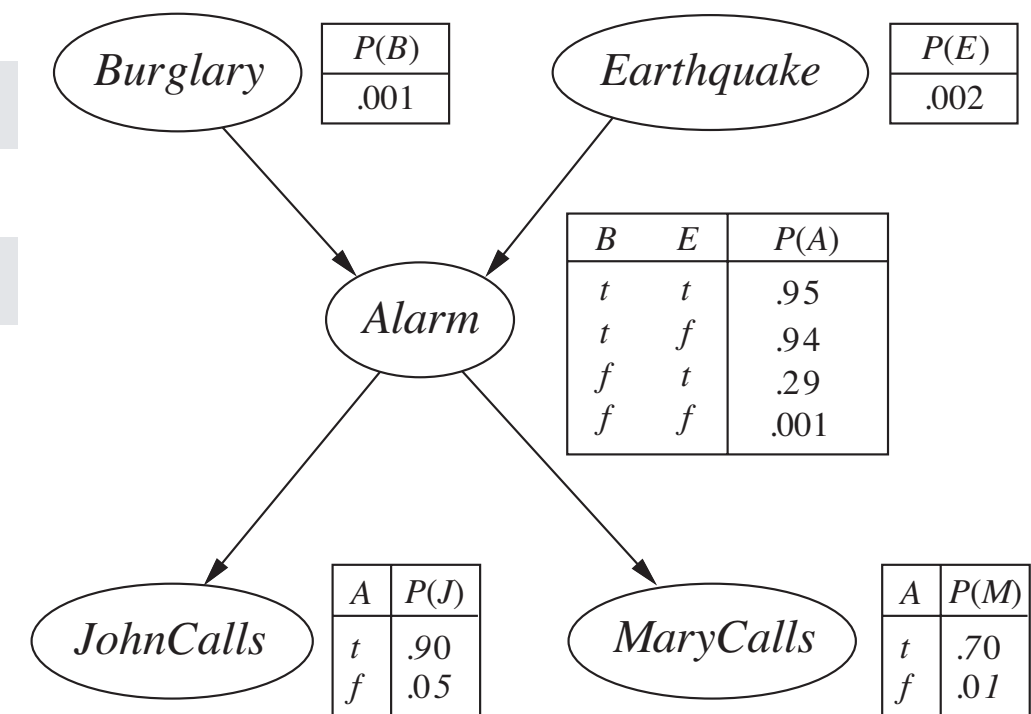 Burglary
P(B)
.001
Earthquake
P(E)
.002
B E P(A)
t t .95
t f .94
f t .29
f f .001
Alarm
JohnCalls
A P(J)
t .90
f .05
MaryCalls
A P(M)
t .70
f .01